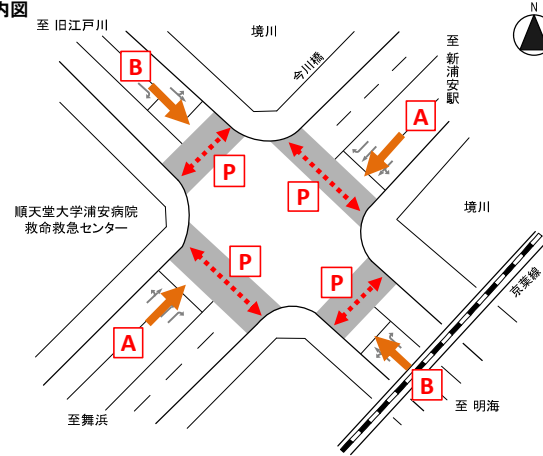 内図
N
至 旧江戸川
境川
今川橋
至 新浦安駅
B
A
P
P
順天堂大学浦安病院
救命救急センター
境川
P
P
京葉線
A
B
至舞浜
至 明海